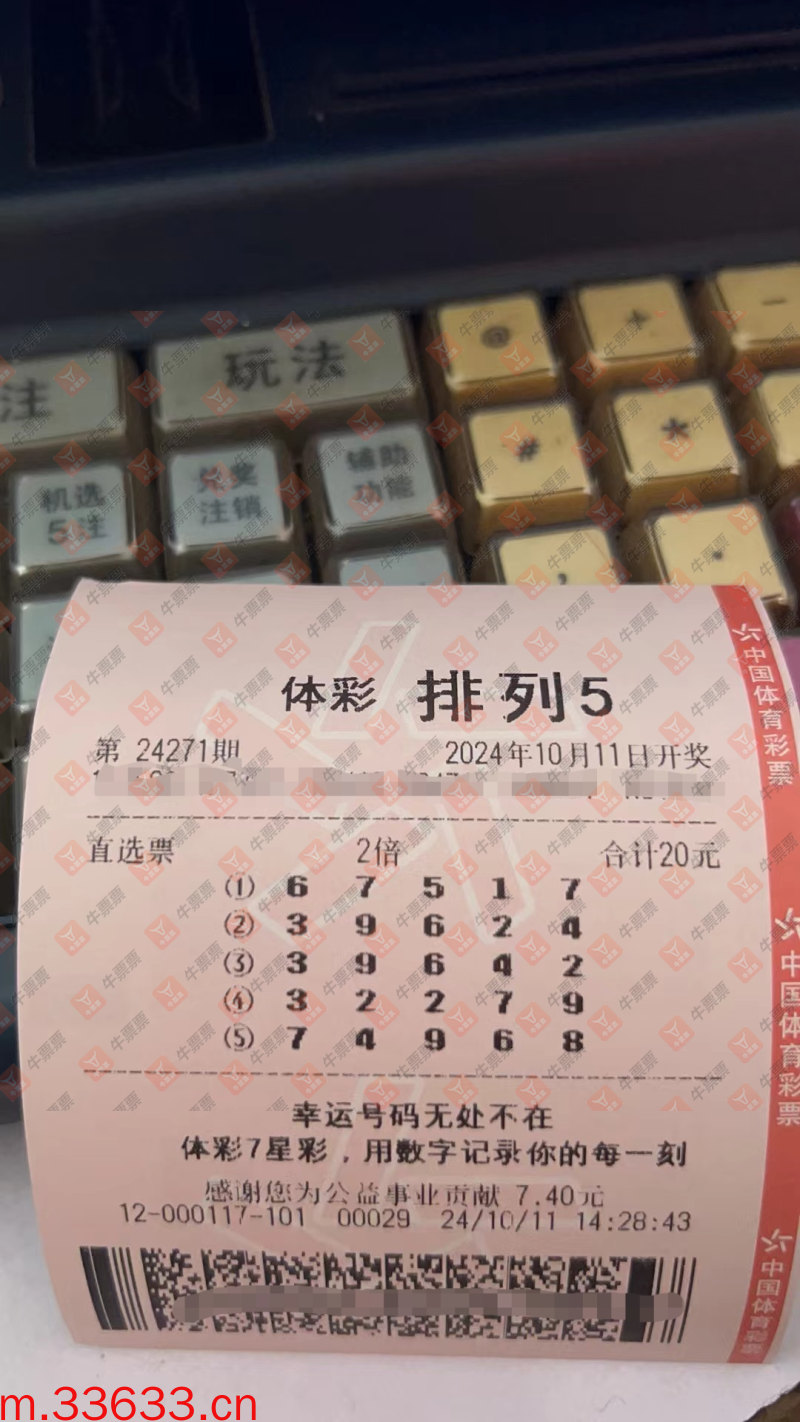 @ + -
注 玩法
# *
机选 兑奖 辅助
5注 注销 功能
, .
体彩 排列5
第 24271期 2024年10月11日开奖
直选票 2倍 合计20元
(1) 6 7 5 1 7
(2) 3 9 6 2 4
(3) 3 9 6 4 2
(4) 3 2 2 7 9
(5) 7 4 9 6 8
幸运号码无处不在
体彩7星彩，用数字记录你的每一刻
感谢您为公益事业贡献 7.40元
12-000117-101 00029 24/10/11 14:28:43
中国体育彩票
中国体育彩票
中国体育彩票
牛票票
m.33633.cn